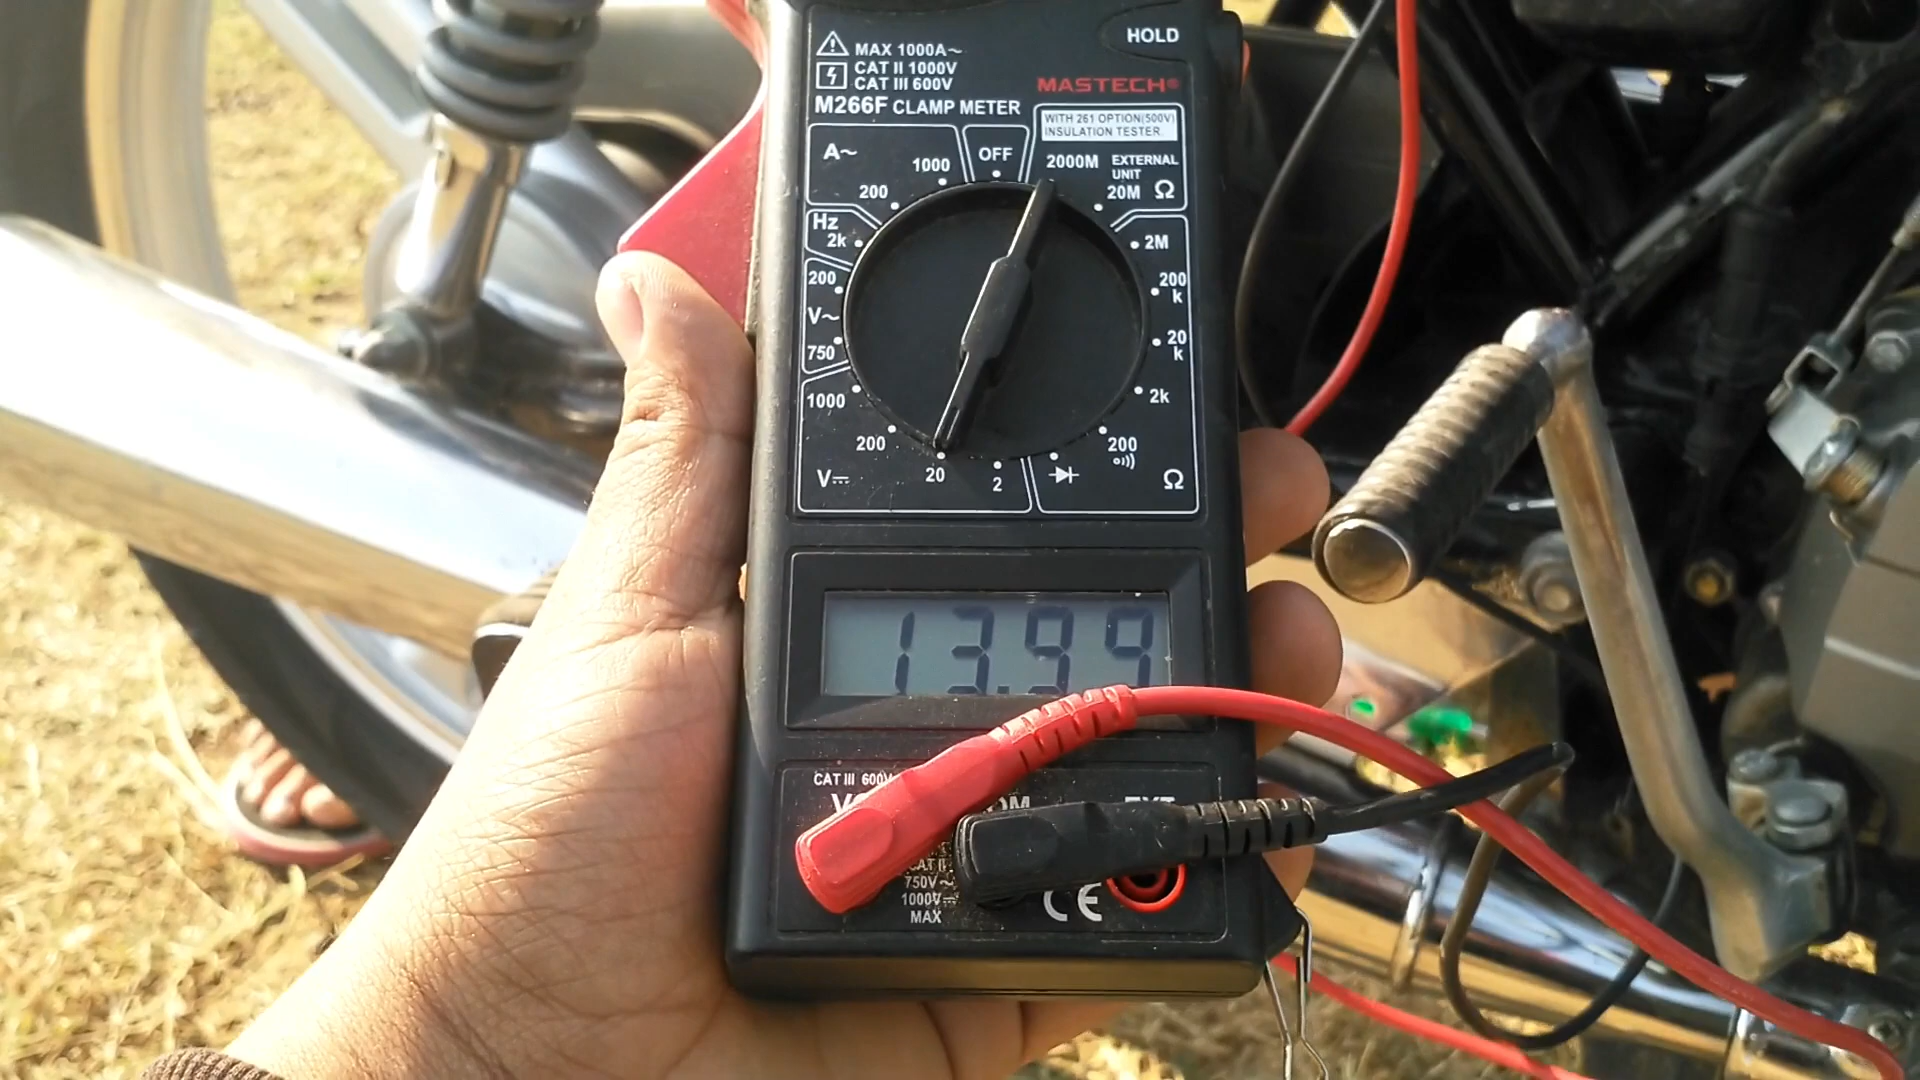 HOLD
MAX 1000A~
CAT II 1000V
CAT III 600V
MASTECH®
M266F CLAMP METER
WITH 261 OPTION(500V)
INSULATION TESTER.
A~
1000
OFF
2000M
EXTERNAL
UNIT
200
20M Ω
Hz
2k
2M
200
200
k
V~
750
20
k
1000
2k
200
200
V⎓
20
2
Ω
13.99
CAT III 600V
EXT
CAT II
750V~
1000V⎓
MAX
CE